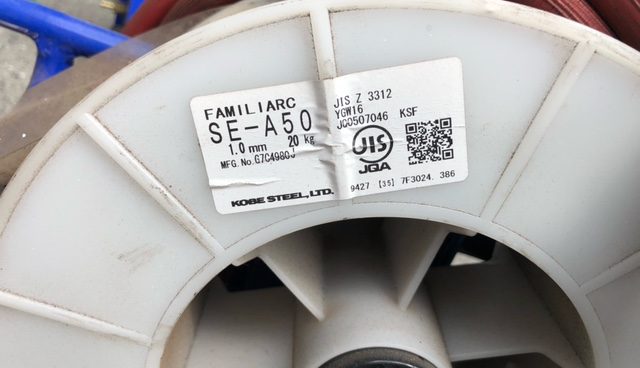 FAMILIARC
SE-A50
1.0 mm 20 Kg
MFG. No.
KOBE STEEL, LTD.
JIS Z 3312
YGW16
JC0507046 KSF
JIS
JQA
9427 [35] 7F3024. 386